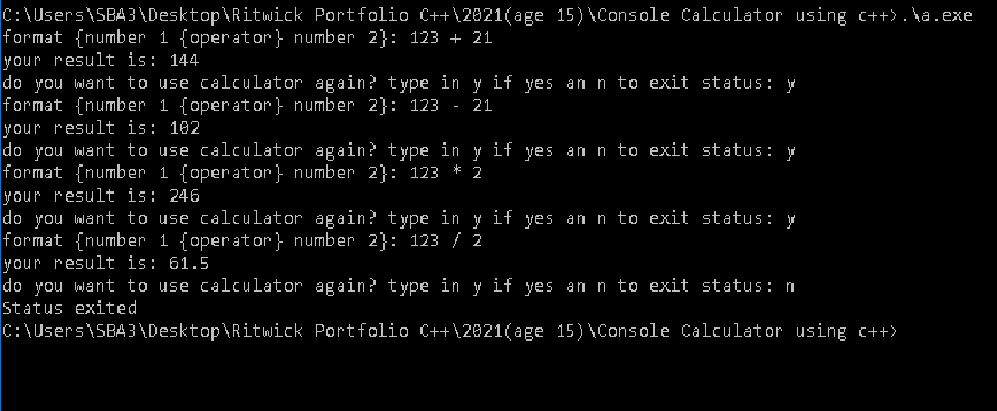 C:\Users\SBA3\Desktop\Ritwick Portfolio C++\2021(age 15)\Console Calculator using c++>.\a.exe
format {number 1 {operator} number 2}: 123 + 21
your result is: 144
do you want to use calculator again? type in y if yes an n to exit status: y
format {number 1 {operator} number 2}: 123 - 21
your result is: 102
do you want to use calculator again? type in y if yes an n to exit status: y
format {number 1 {operator} number 2}: 123 * 2
your result is: 246
do you want to use calculator again? type in y if yes an n to exit status: y
format {number 1 {operator} number 2}: 123 / 2
your result is: 61.5
do you want to use calculator again? type in y if yes an n to exit status: n
Status exited
C:\Users\SBA3\Desktop\Ritwick Portfolio C++\2021(age 15)\Console Calculator using c++>